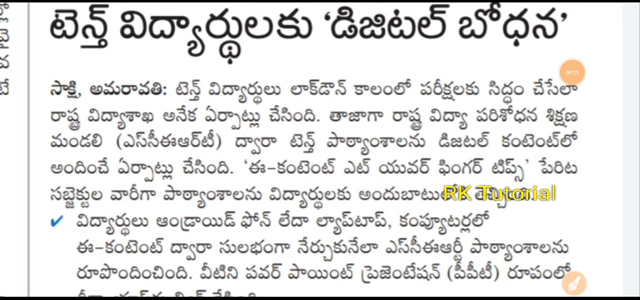 టెన్త్ విద్యార్థులకు ‘డిజిటల్ బోధన’
సాక్షి, అమరావతి: టెన్త్ విద్యార్థులు లాక్‌డౌన్ కాలంలో పరీక్షలకు సిద్ధం చేసేలా
రాష్ట్ర విద్యాశాఖ అనేక ఏర్పాట్లు చేసింది. తాజాగా రాష్ట్ర విద్యా పరిశోధన శిక్షణ
మండలి (ఎస్‌సీఈఆర్‌టీ) ద్వారా టెన్త్ పాఠ్యాంశాలను డిజిటల్ కంటెంట్‌లో
అందించే ఏర్పాట్లు చేసింది. ‘ఈ-కంటెంట్ ఎట్ యువర్ ఫింగర్ టిప్స్’ పేరిట
సబ్జెక్టుల వారీగా పాఠ్యాంశాలను విద్యార్థులకు
RK Tutorial
✔ విద్యార్థులు ఆండ్రాయిడ్ ఫోన్ లేదా ల్యాప్‌టాప్, కంప్యూటర్లలో
ఈ-కంటెంట్ ద్వారా సులభంగా నేర్చుకునేలా ఎస్‌సీఈఆర్టీ పాఠ్యాంశాలను
రూపొందించింది. వీటిని పవర్ పాయింట్ ప్రెజెంటేషన్ (పీపీటీ) రూపంలో